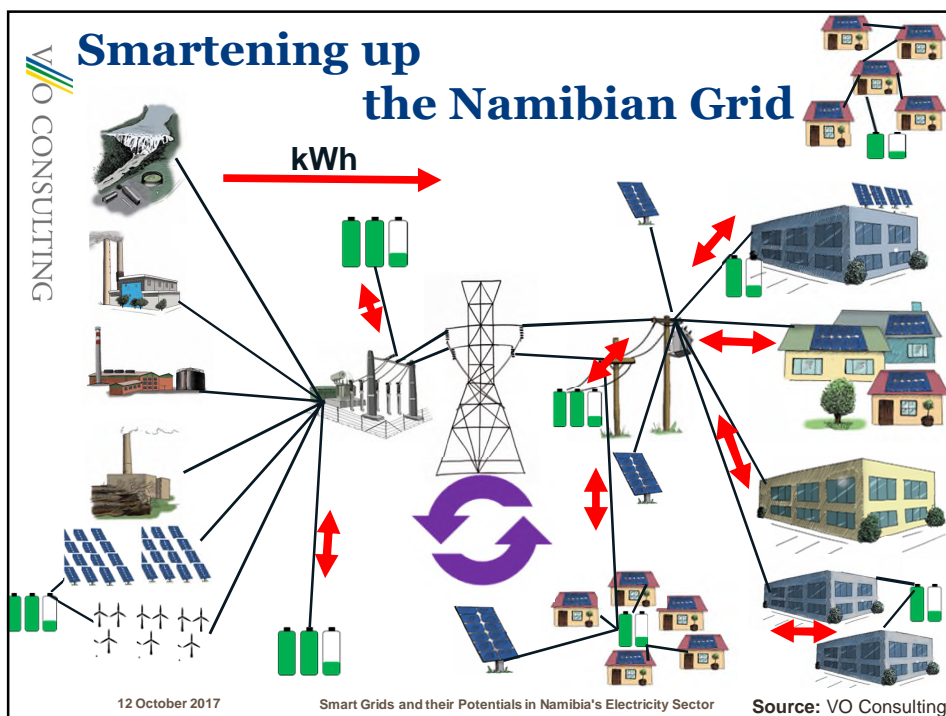 Smartening up
the Namibian Grid
VO CONSULTING
kWh
12 October 2017
Smart Grids and their Potentials in Namibia's Electricity Sector
Source: VO Consulting